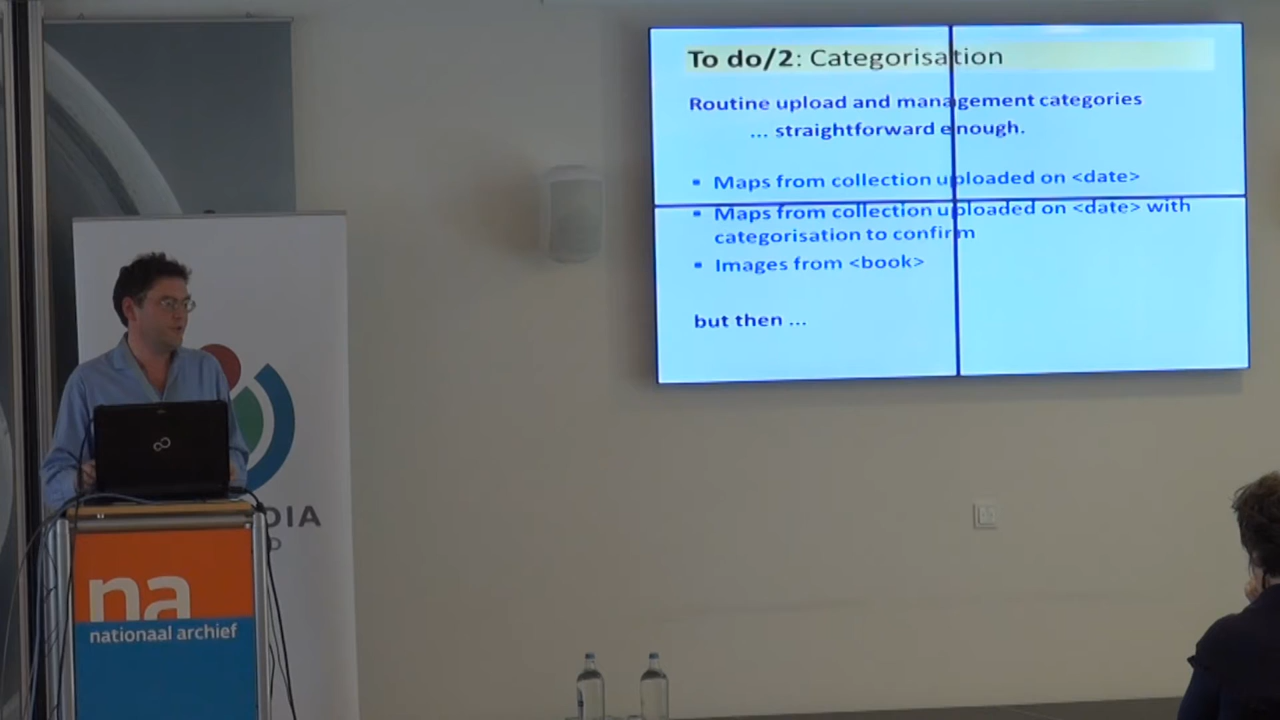 To do/2: Categorisation
Routine upload and management categories
... straightforward enough.
▪ Maps from collection uploaded on <date>
▪ Maps from collection uploaded on <date> with
categorisation to confirm
▪ Images from <book>
but then ...
DIA
D
na
nationaal archief